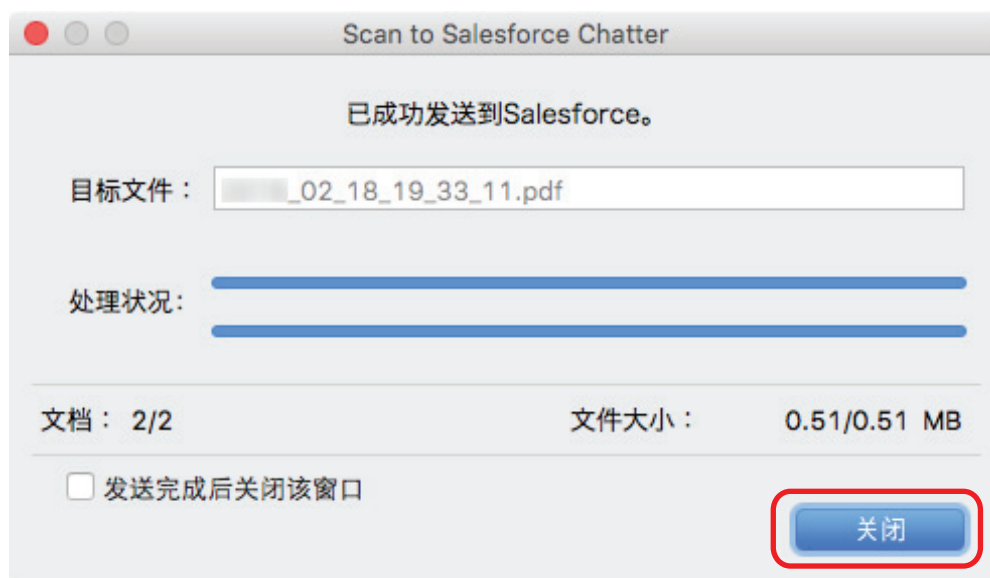 Scan to Salesforce Chatter
已成功发送到Salesforce。
目标文件： _02_18_19_33_11.pdf
处理状况：
文档： 2/2 文件大小： 0.51/0.51 MB
发送完成后关闭该窗口
关闭